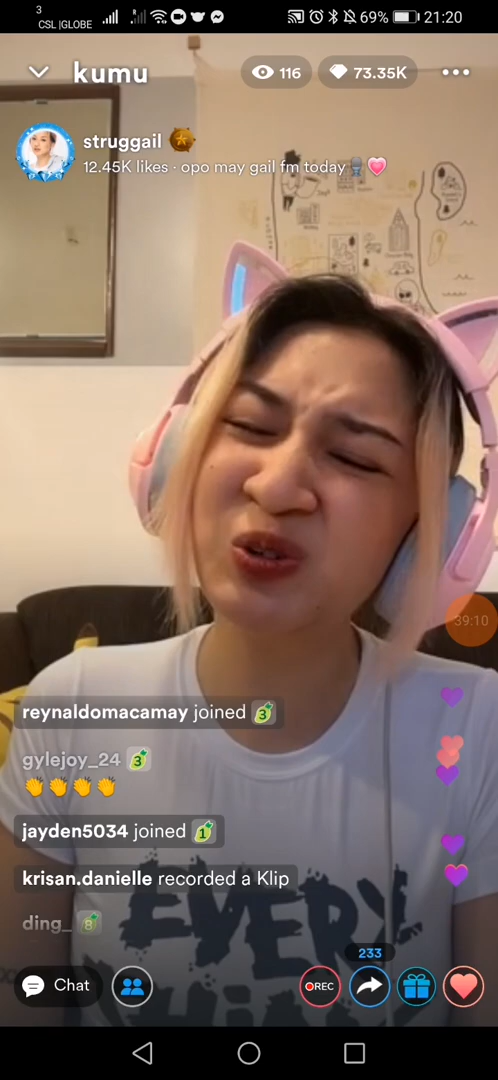 3
CSL |GLOBE
69%
21:20
kumu
116
73.35K
struggail
12.45K likes · opo may gail fm today
39:10
reynaldomacamay joined 3
gylejoy_24 3
jayden5034 joined 1
krisan.danielle recorded a Klip
ding_ 8
EVERY
233
Chat
REC